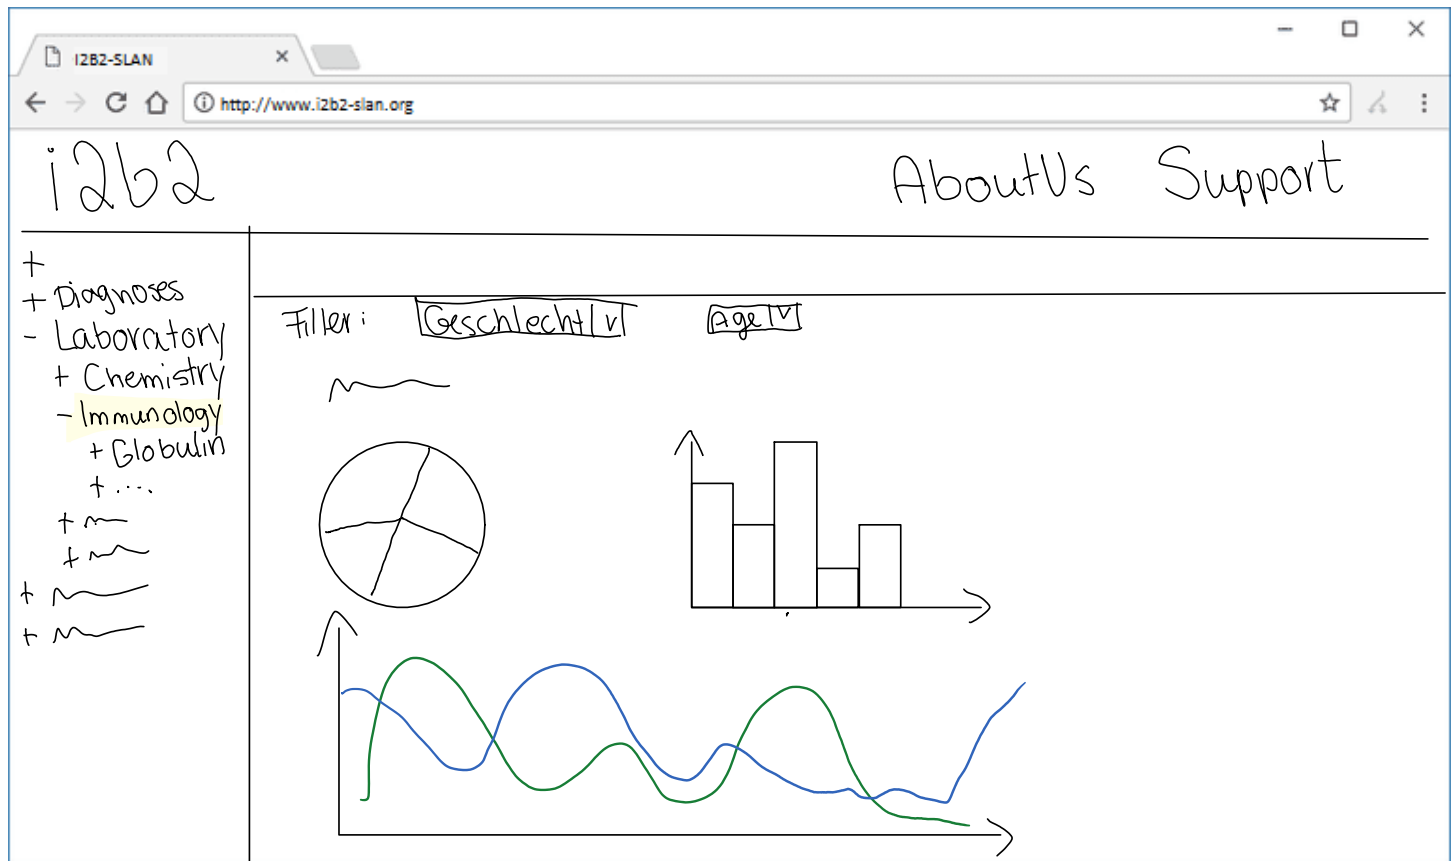 I2B2-SLAN
http://www.i2b2-slan.org
i2b2 AboutUs Support
+
+ Diagnoses
- Laboratory
+ Chemistry
- Immunology
+ Globulin
+ ...
+
+
+
+
Filter: Geschlecht v Age v